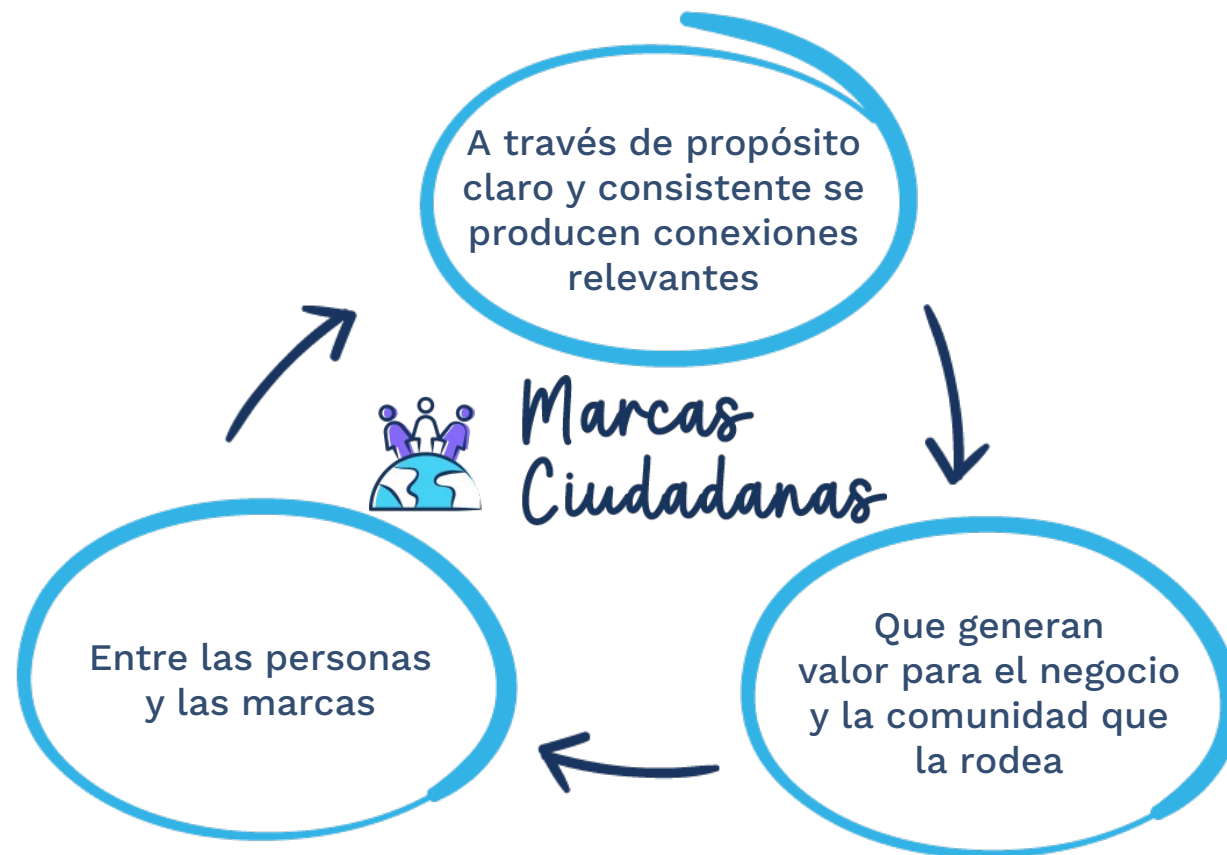 A través de propósito
claro y consistente se
producen conexiones
relevantes
Marcas
Ciudadanas
Que generan
valor para el negocio
y la comunidad que
la rodea
Entre las personas
y las marcas